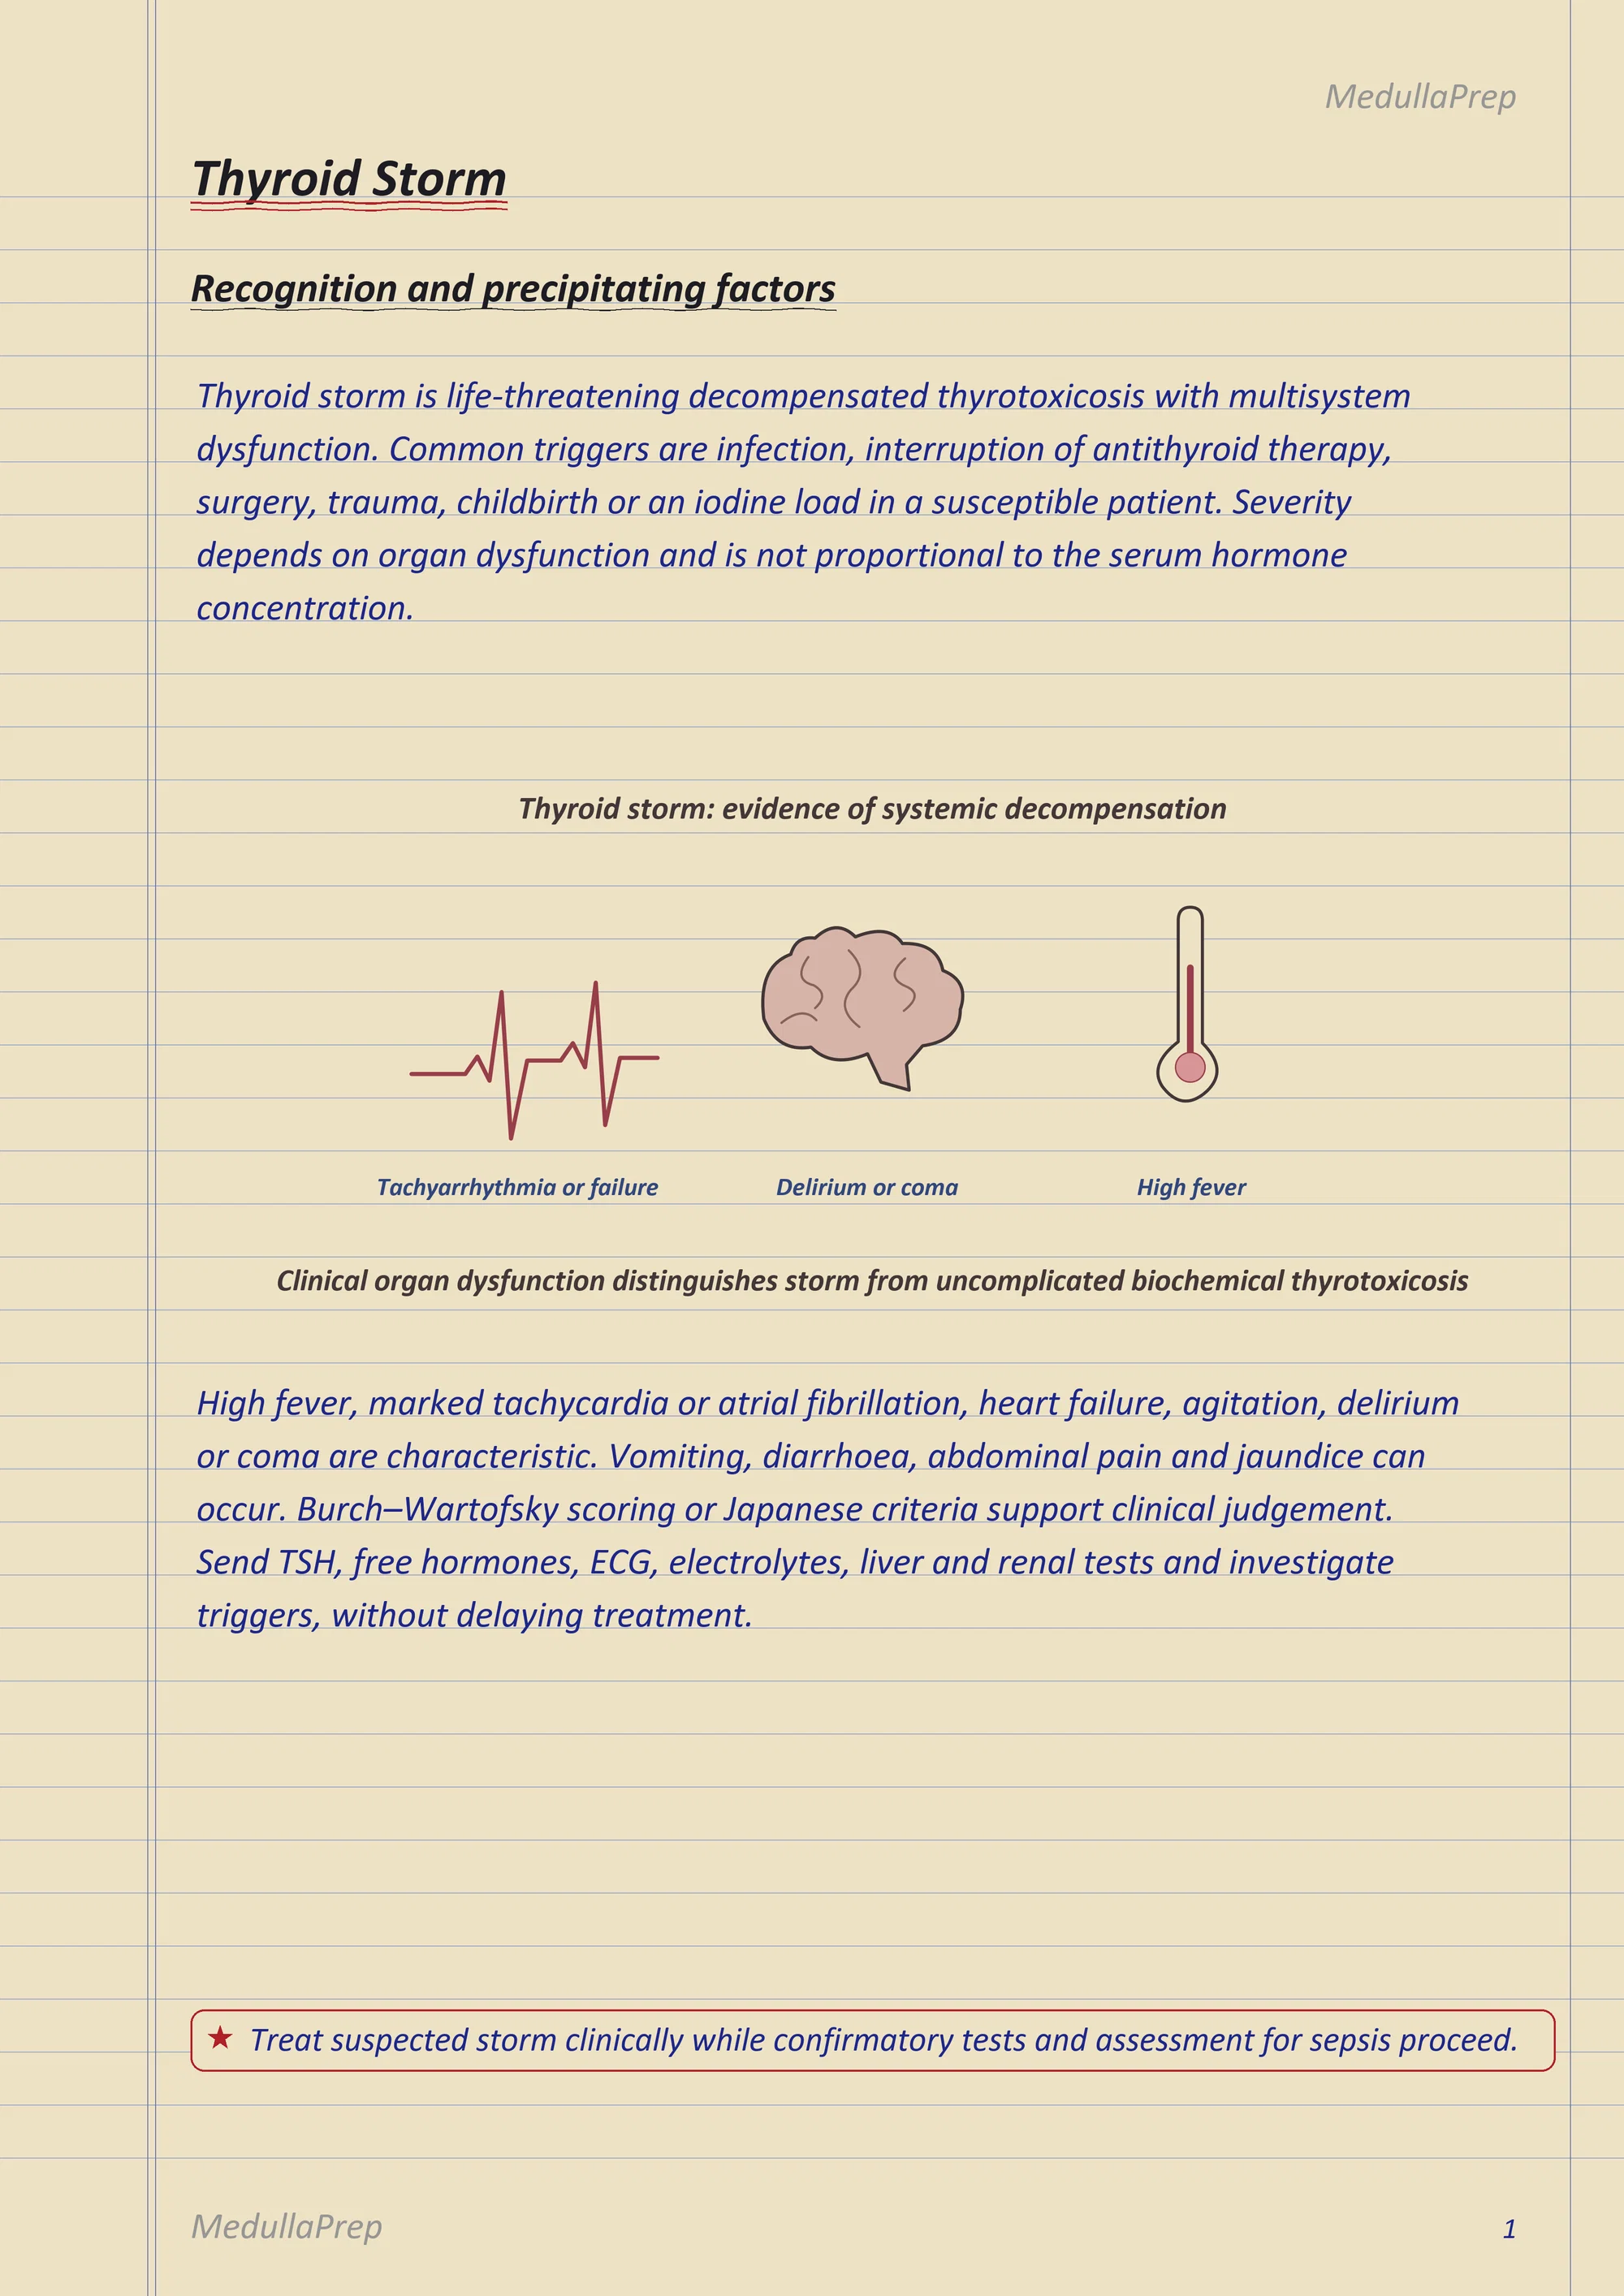 MedullaPrep
Thyroid Storm
Recognition and precipitating factors
Thyroid storm is life-threatening decompensated thyrotoxicosis with multisystem
dysfunction. Common triggers are infection, interruption of antithyroid therapy,
surgery, trauma, childbirth or an iodine load in a susceptible patient. Severity
depends on organ dysfunction and is not proportional to the serum hormone
concentration.
Thyroid storm: evidence of systemic decompensation
Tachyarrhythmia or failure
Delirium or coma
High fever
Clinical organ dysfunction distinguishes storm from uncomplicated biochemical thyrotoxicosis
High fever, marked tachycardia or atrial fibrillation, heart failure, agitation, delirium
or coma are characteristic. Vomiting, diarrhoea, abdominal pain and jaundice can
occur. Burch–Wartofsky scoring or Japanese criteria support clinical judgement.
Send TSH, free hormones, ECG, electrolytes, liver and renal tests and investigate
triggers, without delaying treatment.
★ Treat suspected storm clinically while confirmatory tests and assessment for sepsis proceed.
MedullaPrep
1